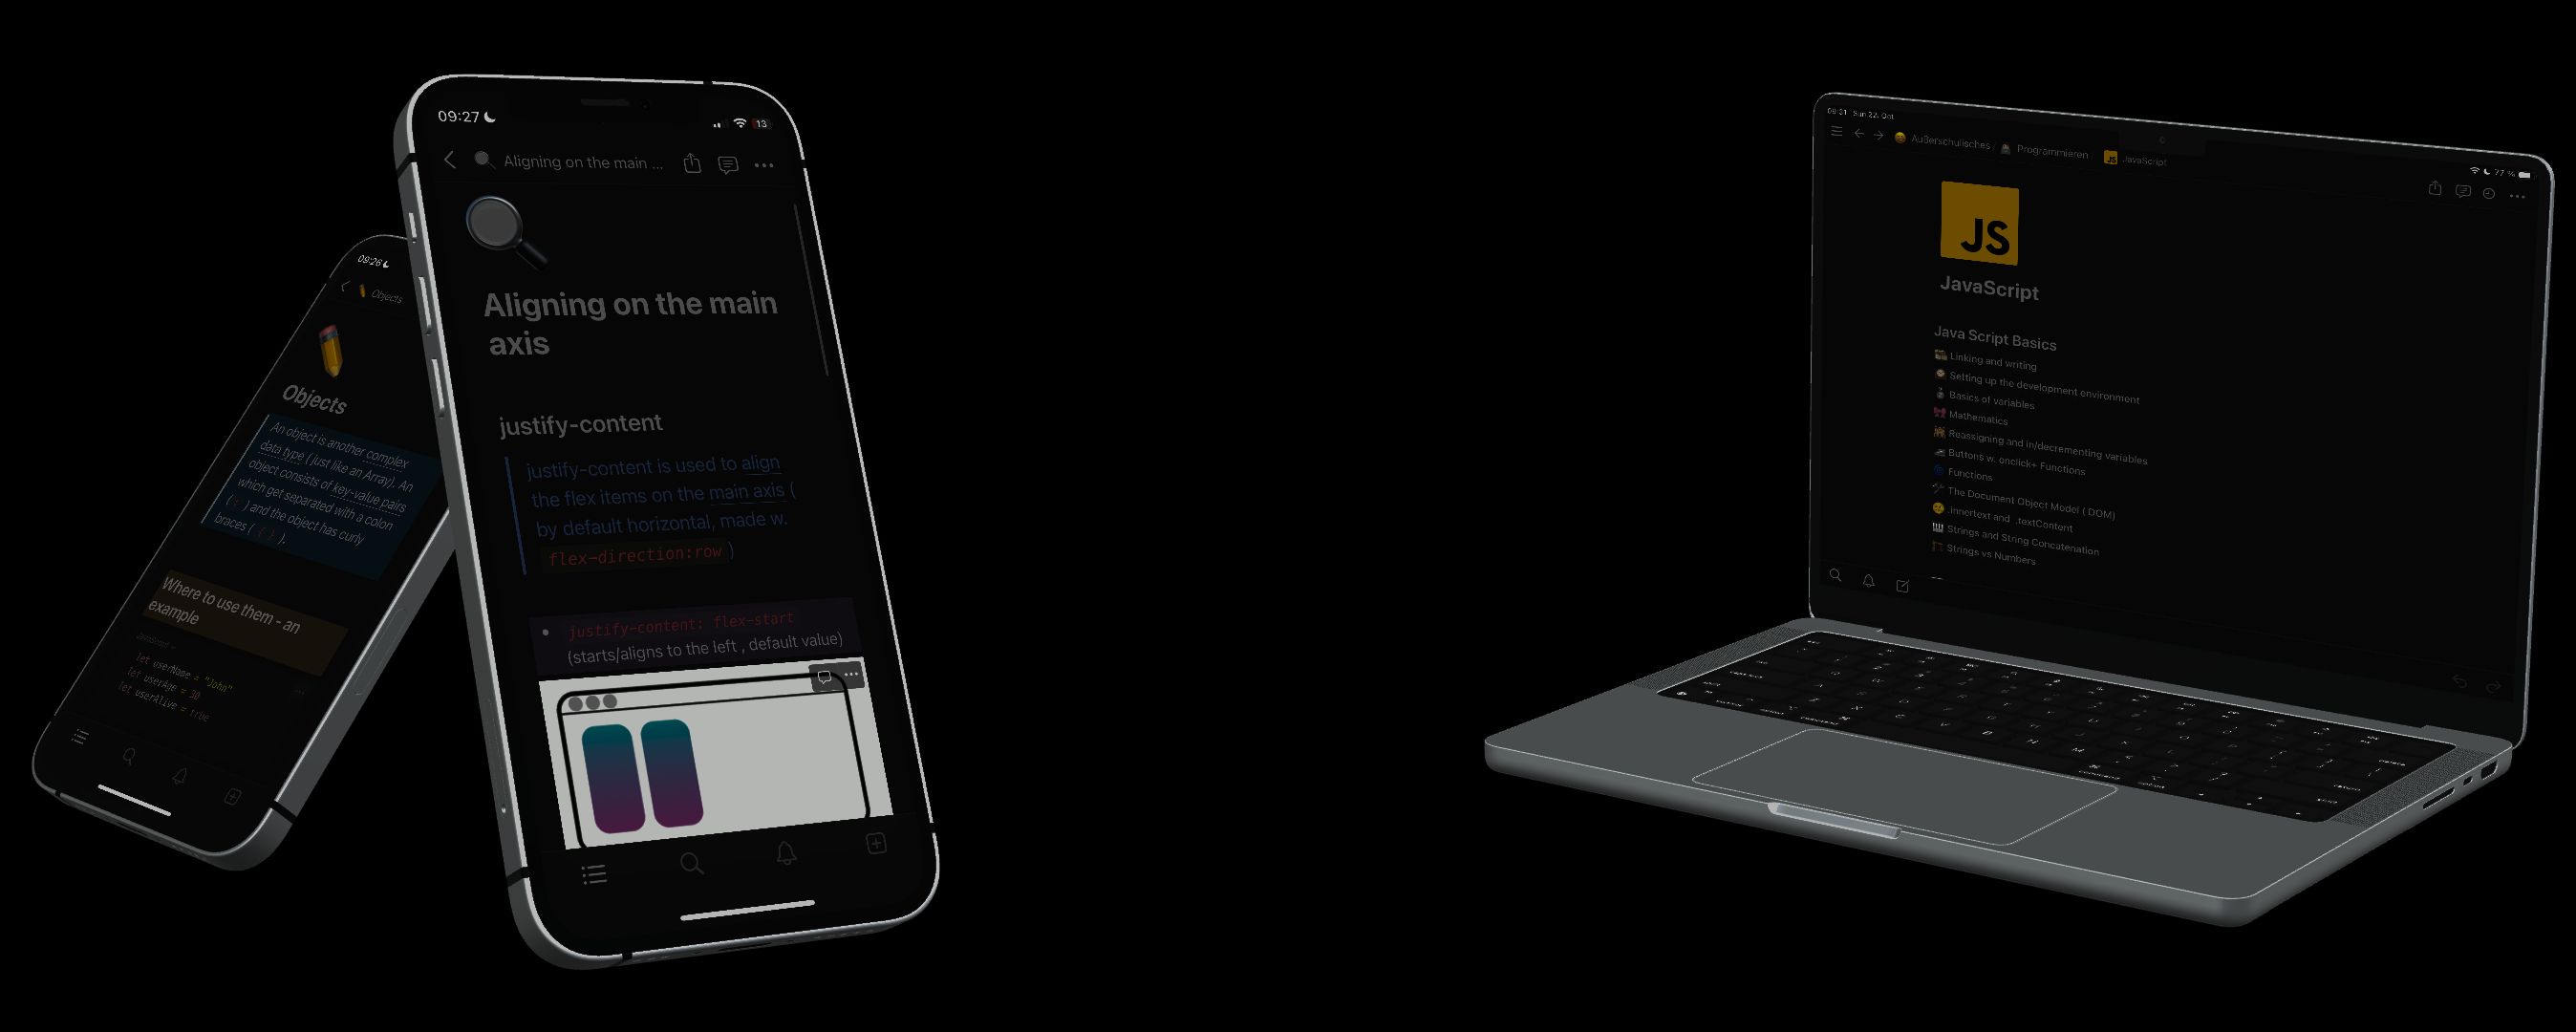 09:26
Objects
Objects
An object is another complex
data type ( just like an Array). An
object consists of key-value pairs
which get separated with a colon
( : ) and the object has curly
braces ( {} ).
Where to use them - an
example
JavaScript
let userName = "John"
let userAge = 30
let userAlive = true
09:27
13
Aligning on the main ...
Aligning on the main
axis
justify-content
justify-content is used to align
the flex items on the main axis (
by default horizontal, made w.
flex-direction:row )
justify-content: flex-start
(starts/aligns to the left , default value)
09:31 Sun 22. Oct
77 %
Außerschulisches / Programmieren / JavaScript
JS
JavaScript
Java Script Basics
Linking and writing
Setting up the development environment
Basics of variables
Mathematics
Reassigning and in/decrementing variables
Buttons w. onclick+ Functions
Functions
The Document Object Model ( DOM)
.innertext and .textContent
Strings and String Concatenation
Strings vs Numbers